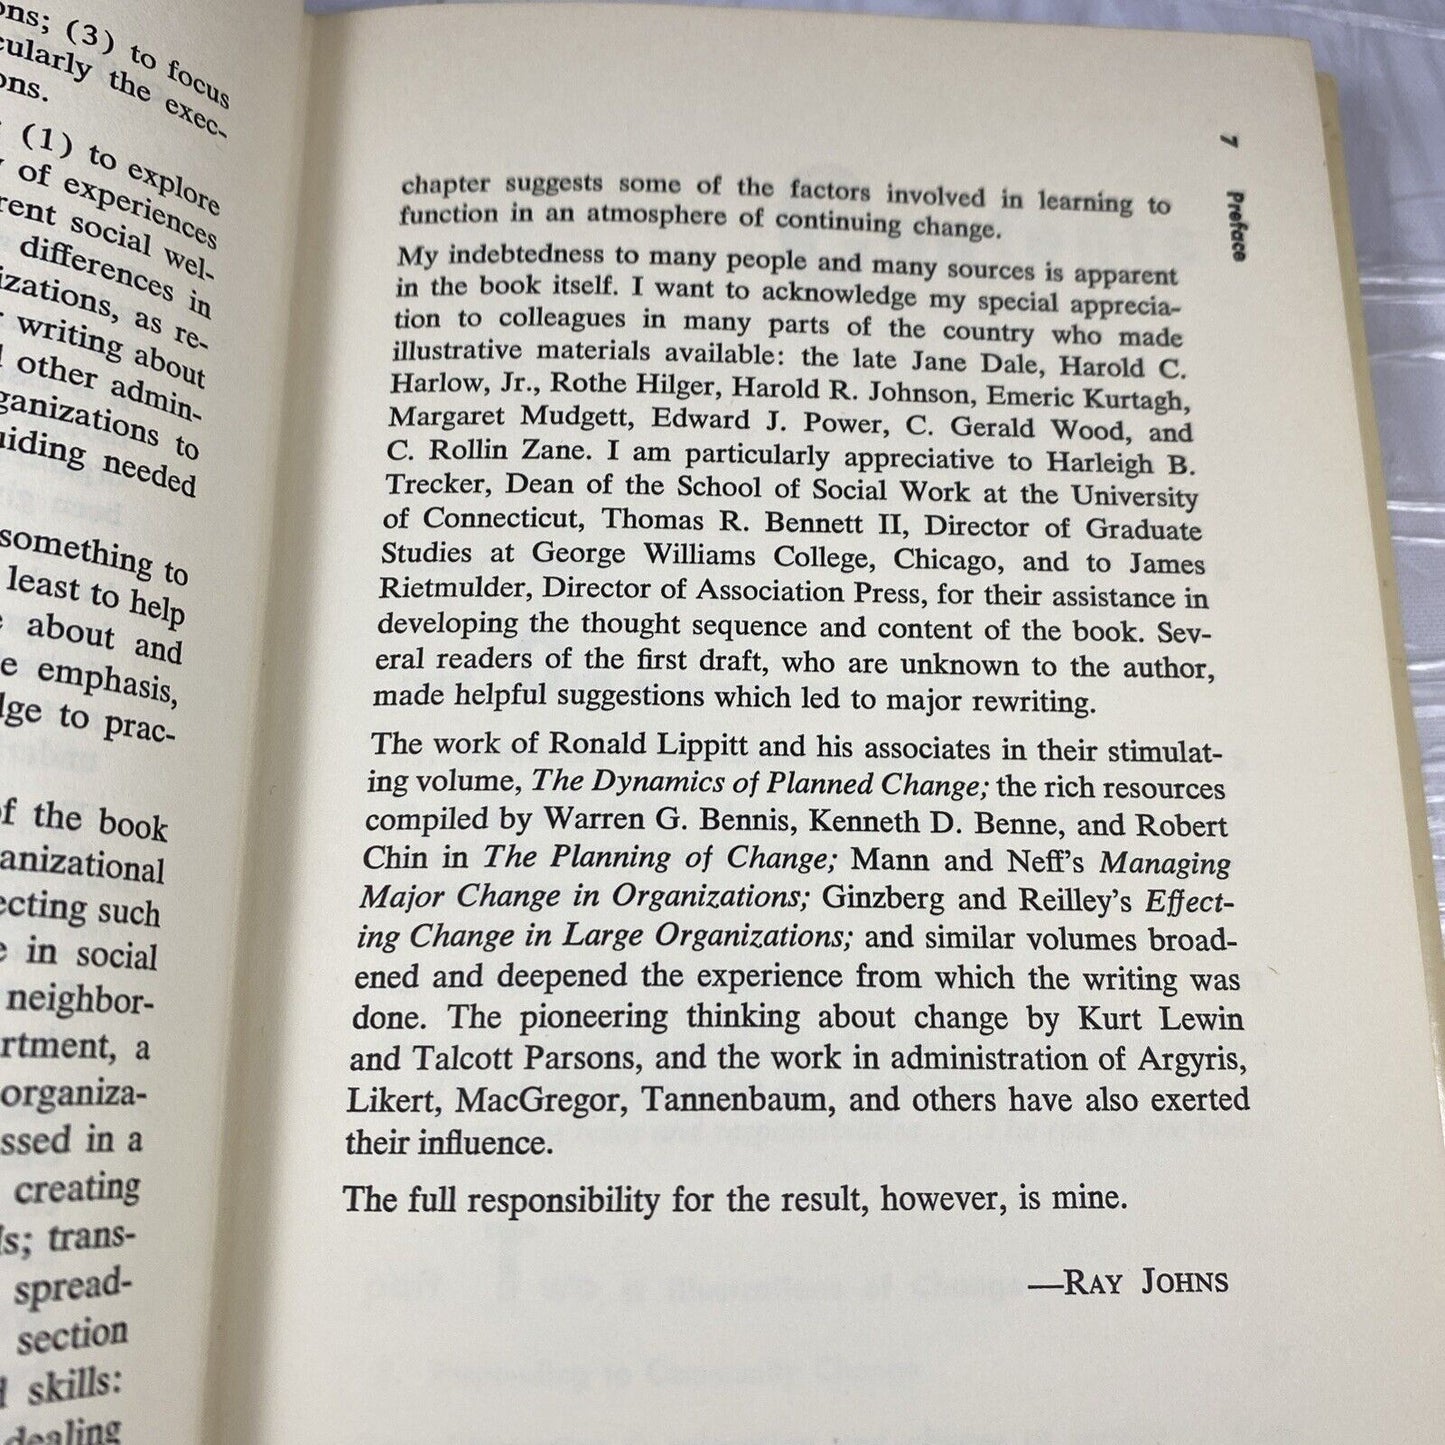 ons; (3) to focus
cularly the exec-
ons.
(1) to explore
of experiences
rent social wel-
differences in
izations, as re-
writing about
other admin-
ganizations to
uiding needed
something to
least to help
about and
e emphasis,
dge to prac-
of the book
anizational
ecting such
e in social
neighbor-
rtment, a
organiza-
ssed in a
creating
ls; trans-
spread-
section
skills:
dealing
7 Preface
chapter suggests some of the factors involved in learning to
function in an atmosphere of continuing change.
My indebtedness to many people and many sources is apparent
in the book itself. I want to acknowledge my special apprecia-
tion to colleagues in many parts of the country who made
illustrative materials available: the late Jane Dale, Harold C.
Harlow, Jr., Rothe Hilger, Harold R. Johnson, Emeric Kurtagh,
Margaret Mudgett, Edward J. Power, C. Gerald Wood, and
C. Rollin Zane. I am particularly appreciative to Harleigh B.
Trecker, Dean of the School of Social Work at the University
of Connecticut, Thomas R. Bennett II, Director of Graduate
Studies at George Williams College, Chicago, and to James
Rietmulder, Director of Association Press, for their assistance in
developing the thought sequence and content of the book. Sev-
eral readers of the first draft, who are unknown to the author,
made helpful suggestions which led to major rewriting.
The work of Ronald Lippitt and his associates in their stimulat-
ing volume, The Dynamics of Planned Change; the rich resources
compiled by Warren G. Bennis, Kenneth D. Benne, and Robert
Chin in The Planning of Change; Mann and Neff's Managing
Major Change in Organizations; Ginzberg and Reilley's Effect-
ing Change in Large Organizations; and similar volumes broad-
ened and deepened the experience from which the writing was
done. The pioneering thinking about change by Kurt Lewin
and Talcott Parsons, and the work in administration of Argyris,
Likert, MacGregor, Tannenbaum, and others have also exerted
their influence.
The full responsibility for the result, however, is mine.
—RAY JOHNS